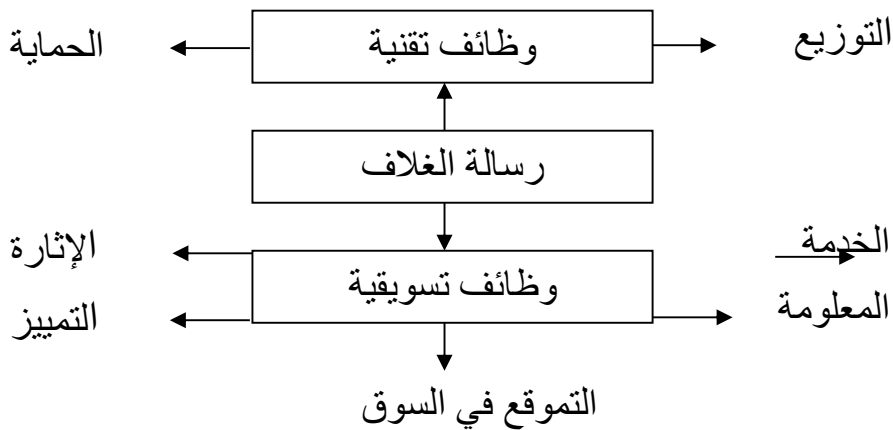 التوزيع
وظائف تقنية
الحماية
رسالة الغلاف
الخدمة
الإثارة
وظائف تسويقية
المعلومة
التمييز
التموقع في السوق